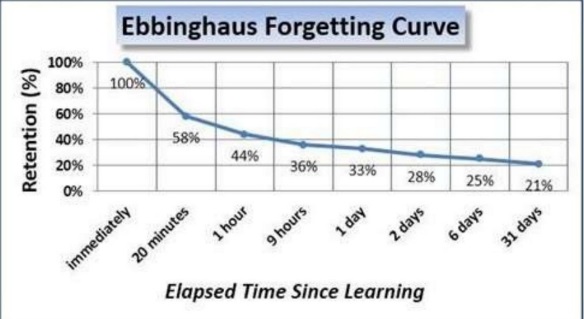 Ebbinghaus Forgetting Curve
Retention (%)
100%
80%
60%
40%
20%
0%
100%
58%
44%
36%
33%
28%
25%
21%
immediately
20 minutes
1 hour
9 hours
1 day
2 days
6 days
31 days
Elapsed Time Since Learning